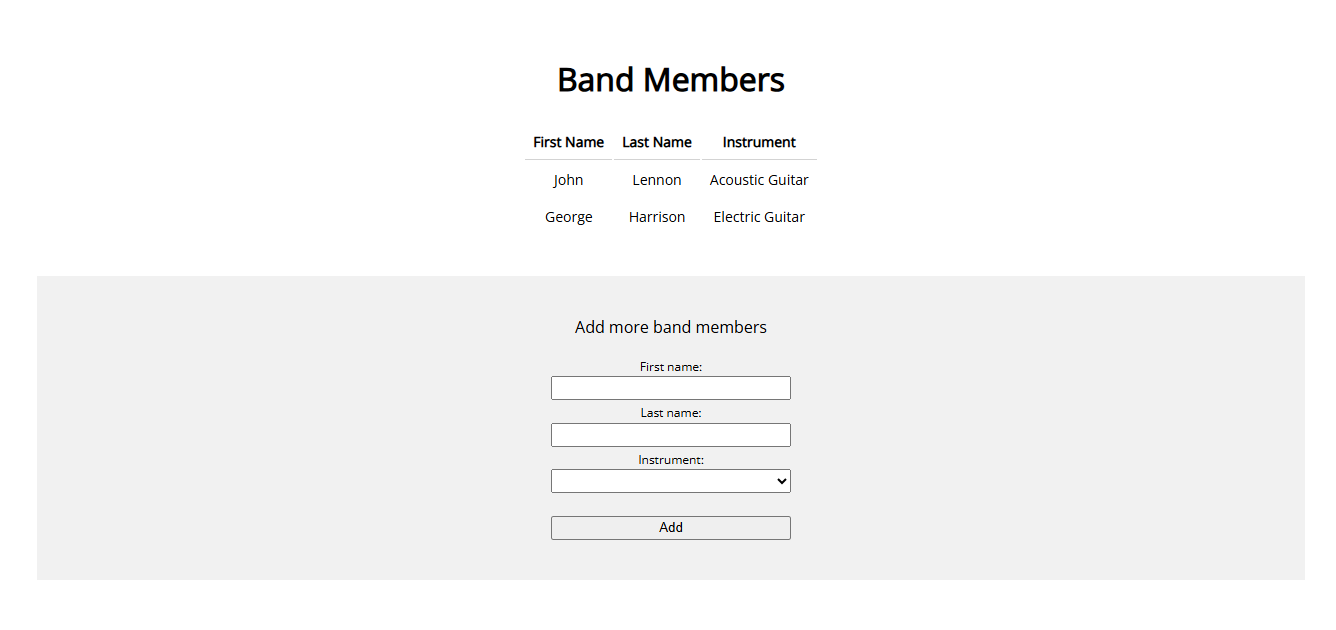 Band Members
First Name Last Name Instrument
John Lennon Acoustic Guitar
George Harrison Electric Guitar
Add more band members
First name:
Last name:
Instrument:
Add